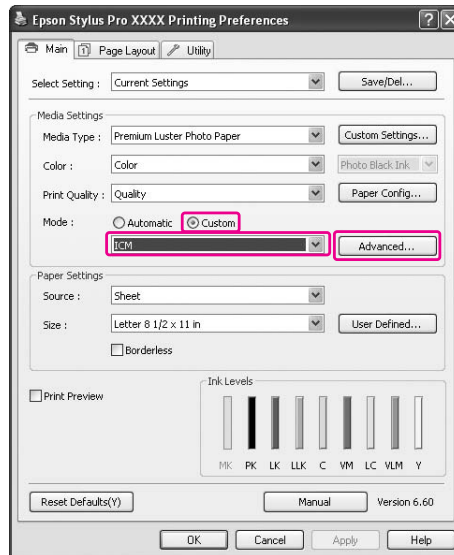 Epson Stylus Pro XXXX Printing Preferences
Main Page Layout Utility
Select Setting : Current Settings Save/Del...
Media Settings
Media Type : Premium Luster Photo Paper Custom Settings...
Color : Color Photo Black Ink
Print Quality : Quality Paper Config...
Mode : Automatic Custom
ICM Advanced...
Paper Settings
Source : Sheet
Size : Letter 8 1/2 x 11 in User Defined...
Borderless
Print Preview
Ink Levels
MK PK LK LLK C VM LC VLM Y
Reset Defaults(Y) Manual Version 6.60
OK Cancel Apply Help